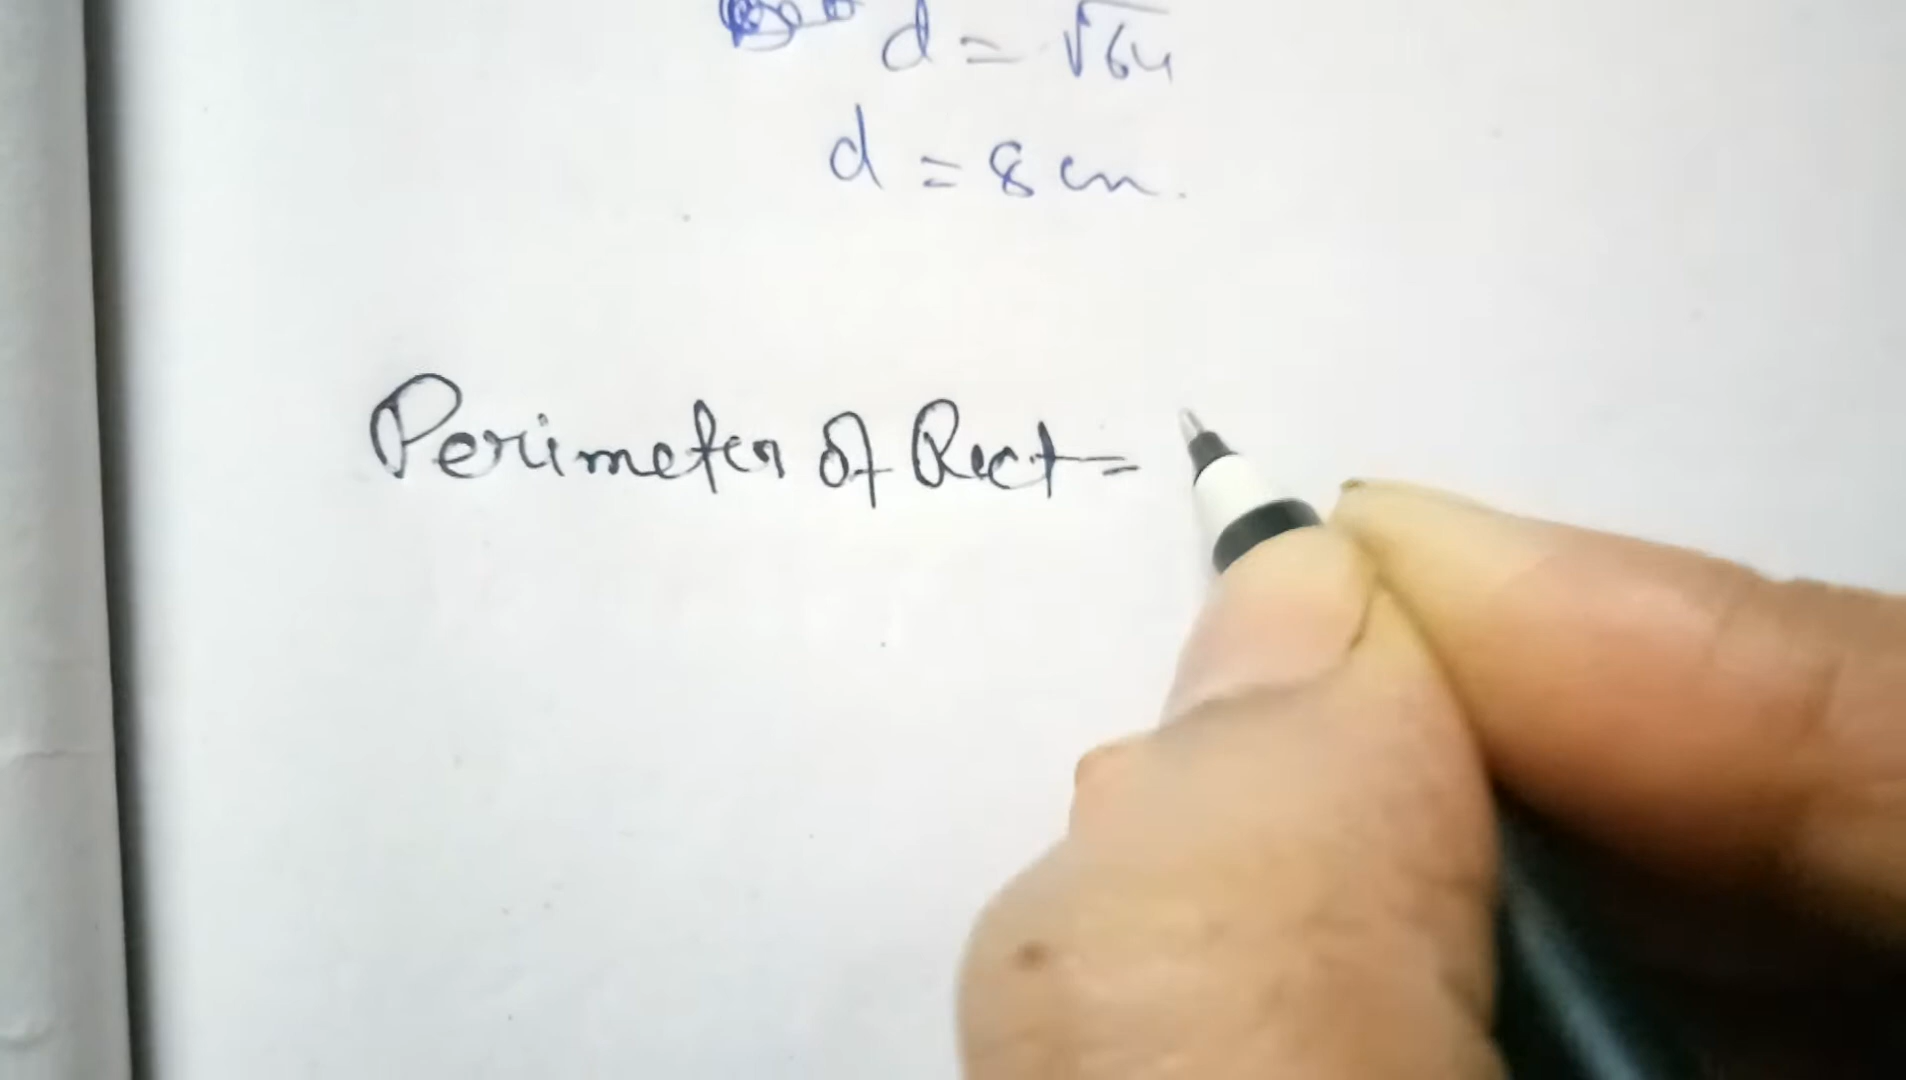 d = √64
d = 8 cm.
Perimeter of Rect =